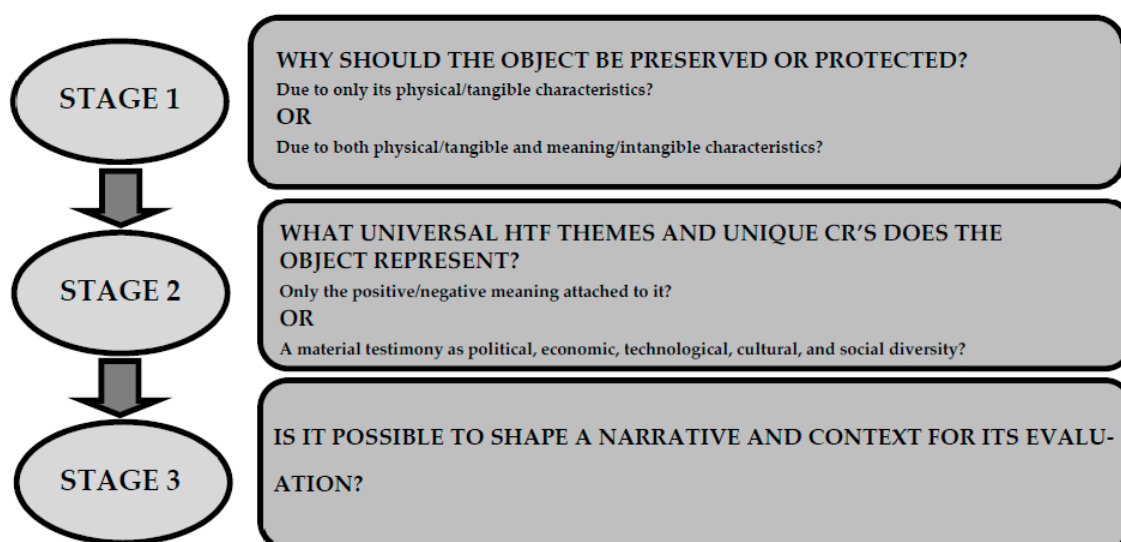 STAGE 1
WHY SHOULD THE OBJECT BE PRESERVED OR PROTECTED?
Due to only its physical/tangible characteristics?
OR
Due to both physical/tangible and meaning/intangible characteristics?
STAGE 2
WHAT UNIVERSAL HTF THEMES AND UNIQUE CR'S DOES THE
OBJECT REPRESENT?
Only the positive/negative meaning attached to it?
OR
A material testimony as political, economic, technological, cultural, and social diversity?
STAGE 3
IS IT POSSIBLE TO SHAPE A NARRATIVE AND CONTEXT FOR ITS EVALU-
ATION?